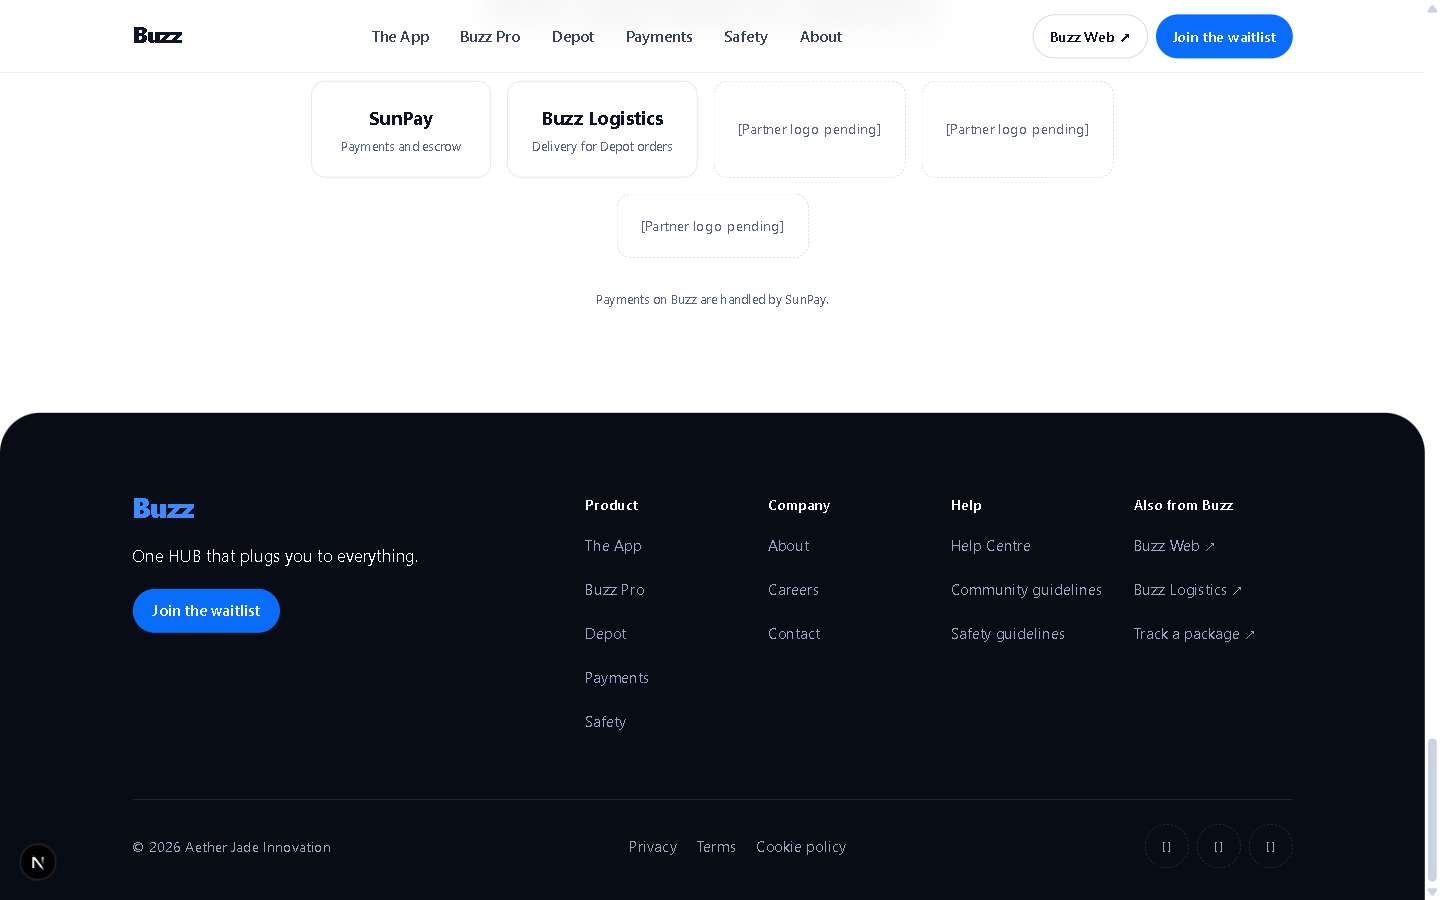 Buzz
The App
Buzz Pro
Depot
Payments
Safety
About
Buzz Web ↗
Join the waitlist
SunPay
Payments and escrow
Buzz Logistics
Delivery for Depot orders
[Partner logo pending]
[Partner logo pending]
[Partner logo pending]
Payments on Buzz are handled by SunPay.
Buzz
One HUB that plugs you to everything.
Join the waitlist
Product
The App
Buzz Pro
Depot
Payments
Safety
Company
About
Careers
Contact
Help
Help Centre
Community guidelines
Safety guidelines
Also from Buzz
Buzz Web ↗
Buzz Logistics ↗
Track a package ↗
© 2026 Aether Jade Innovation
Privacy
Terms
Cookie policy
[]
[]
[]
N